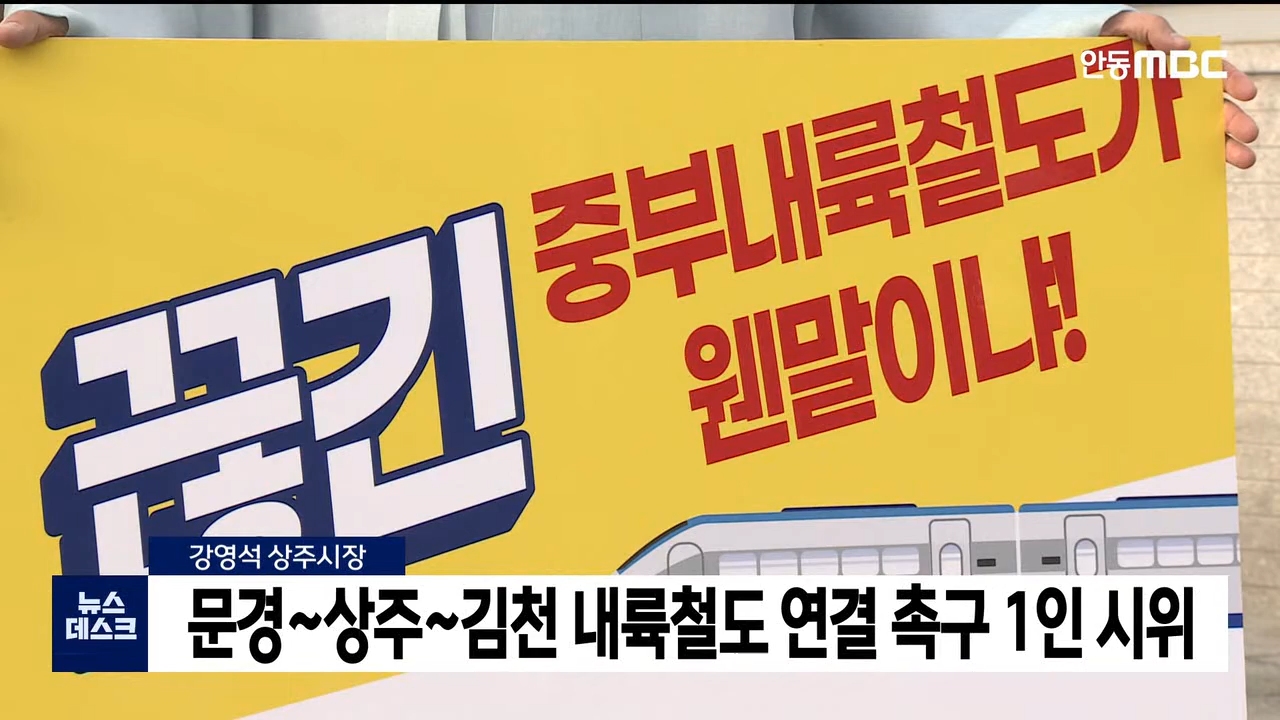 안동MBC
중부내륙철도가
끊긴
웬말이냐!
강영석 상주시장
뉴스
데스크
문경~상주~김천 내륙철도 연결 촉구 1인 시위